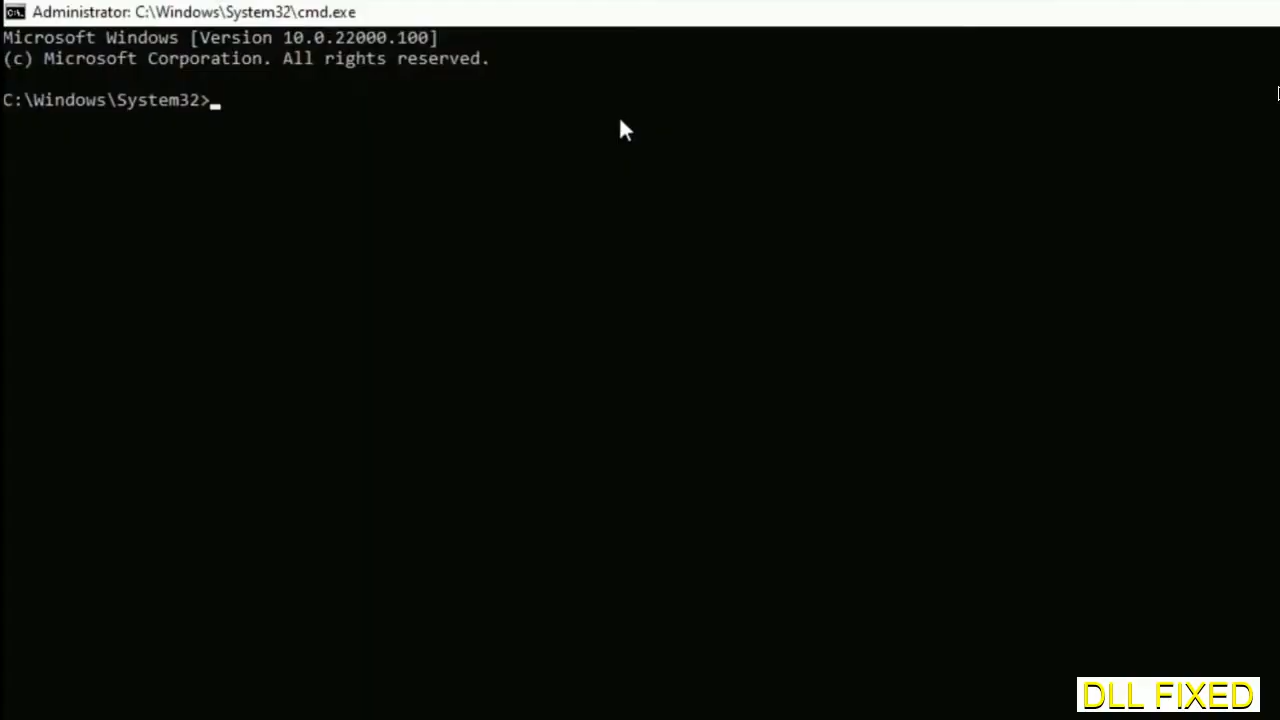 Administrator: C:\Windows\System32\cmd.exe
Microsoft Windows [Version 10.0.22000.100]
(c) Microsoft Corporation. All rights reserved.
C:\Windows\System32>
DLL FIXED